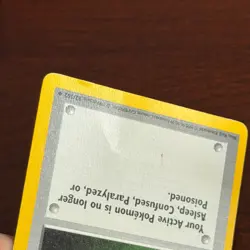 Your Active Pokémon is no longer
Asleep, Confused, Paralyzed, or
Poisoned.